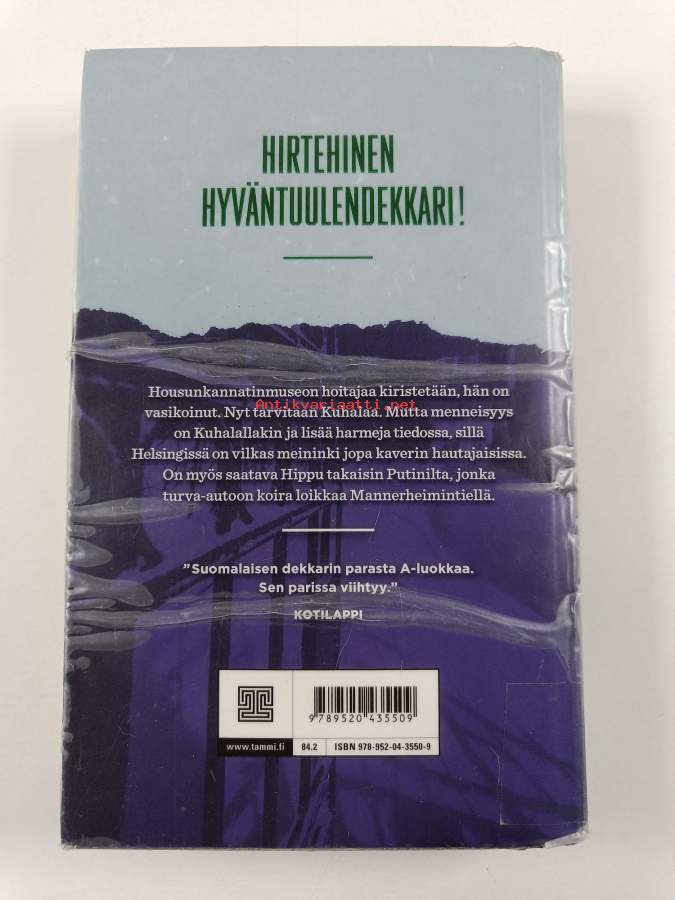 HIRTEHINEN
HYVÄNTUULENDEKKARI!
Housunkannatinmuseon hoitajaa kiristetään, hän on
vasikoinut. Nyt tarvitaan Kuhalaa. Mutta menneisyys
Antikvariaatti.net
on Kuhalallakin ja lisää harmeja tiedossa, sillä
Helsingissä on vilkas meininki jopa kaverin hautajaisissa.
On myös saatava Hippu takaisin Putinilta, jonka
turva-autoon koira loikkaa Mannerheimintiellä.
”Suomalaisen dekkarin parasta A-luokkaa.
Sen parissa viihtyy.”
KOTILAPPI
9 789520 435509
www.tammi.fi
84.2
ISBN 978-952-04-3550-9